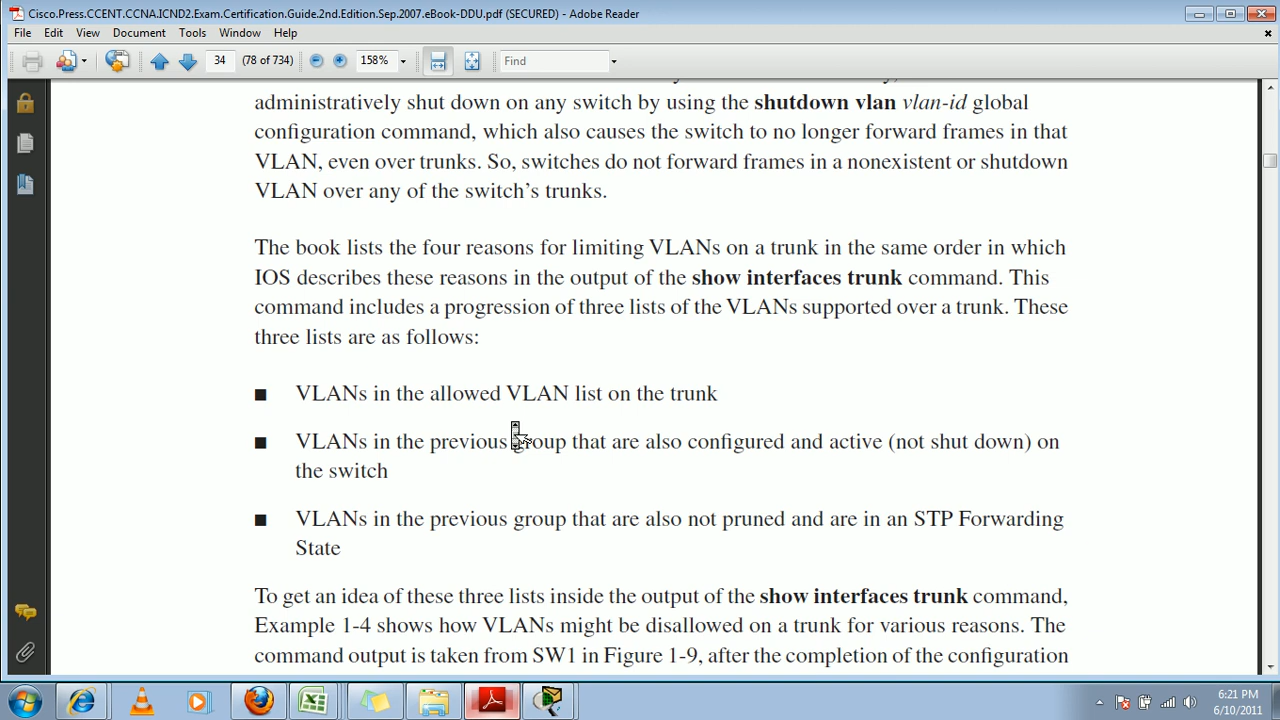 Cisco.Press.CCENT.CCNA.ICND2.Exam.Certification.Guide.2nd.Edition.Sep.2007.eBook-DDU.pdf (SECURED) - Adobe Reader
File Edit View Document Tools Window Help
34 (78 of 734) 158% Find
administratively shut down on any switch by using the shutdown vlan vlan-id global
configuration command, which also causes the switch to no longer forward frames in that
VLAN, even over trunks. So, switches do not forward frames in a nonexistent or shutdown
VLAN over any of the switch's trunks.
The book lists the four reasons for limiting VLANs on a trunk in the same order in which
IOS describes these reasons in the output of the show interfaces trunk command. This
command includes a progression of three lists of the VLANs supported over a trunk. These
three lists are as follows:
■ VLANs in the allowed VLAN list on the trunk
■ VLANs in the previous group that are also configured and active (not shut down) on
the switch
■ VLANs in the previous group that are also not pruned and are in an STP Forwarding
State
To get an idea of these three lists inside the output of the show interfaces trunk command,
Example 1-4 shows how VLANs might be disallowed on a trunk for various reasons. The
command output is taken from SW1 in Figure 1-9, after the completion of the configuration
6:21 PM
6/10/2011